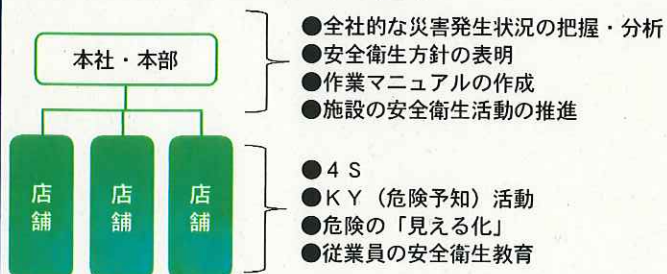 本社・本部
●全社的な災害発生状況の把握・分析
●安全衛生方針の表明
●作業マニュアルの作成
●施設の安全衛生活動の推進
店舗
店舗
店舗
●4S
●KY(危険予知)活動
●危険の「見える化」
●従業員の安全衛生教育